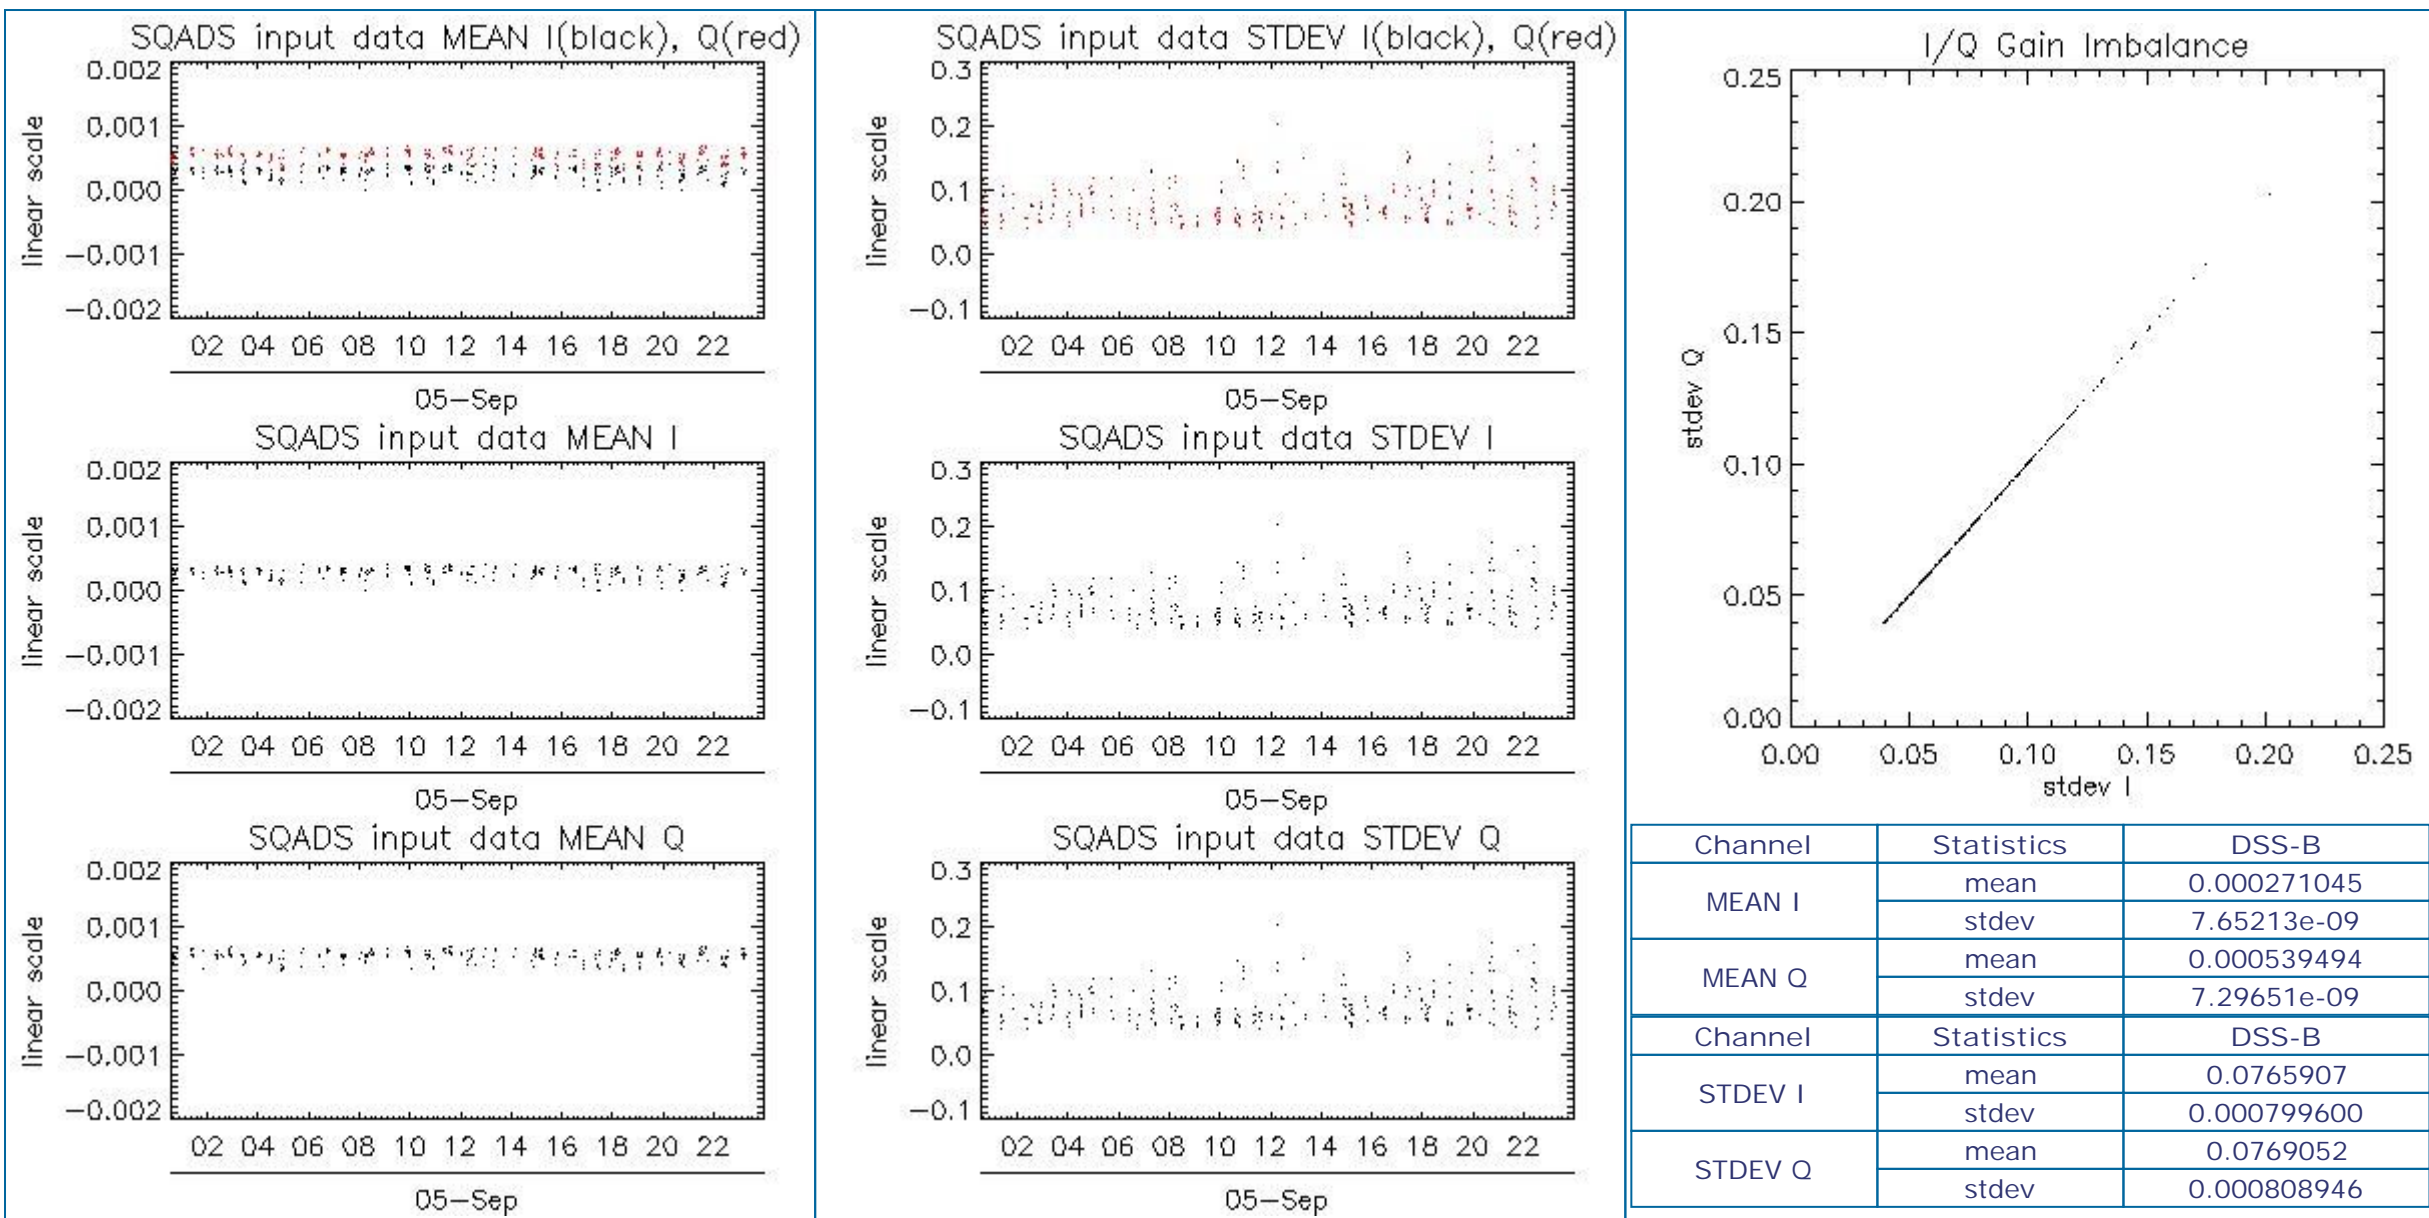 SQADS input data MEAN I(black), Q(red)
linear scale
0.002
0.001
0.000
−0.001
−0.002
02 04 06 08 10 12 14 16 18 20 22
05−Sep
SQADS input data MEAN I
linear scale
0.002
0.001
0.000
−0.001
−0.002
02 04 06 08 10 12 14 16 18 20 22
05−Sep
SQADS input data MEAN Q
linear scale
0.002
0.001
0.000
−0.001
−0.002
02 04 06 08 10 12 14 16 18 20 22
05−Sep
SQADS input data STDEV I(black), Q(red)
linear scale
0.3
0.2
0.1
0.0
−0.1
02 04 06 08 10 12 14 16 18 20 22
05−Sep
SQADS input data STDEV I
linear scale
0.3
0.2
0.1
0.0
−0.1
02 04 06 08 10 12 14 16 18 20 22
05−Sep
SQADS input data STDEV Q
linear scale
0.3
0.2
0.1
0.0
−0.1
02 04 06 08 10 12 14 16 18 20 22
05−Sep
I/Q Gain Imbalance
stdev Q
0.25
0.20
0.15
0.10
0.05
0.00
0.00 0.05 0.10 0.15 0.20 0.25
stdev I
Channel Statistics DSS-B
MEAN I mean 0.000271045
stdev 7.65213e-09
MEAN Q mean 0.000539494
stdev 7.29651e-09
Channel Statistics DSS-B
STDEV I mean 0.0765907
stdev 0.000799600
STDEV Q mean 0.0769052
stdev 0.000808946